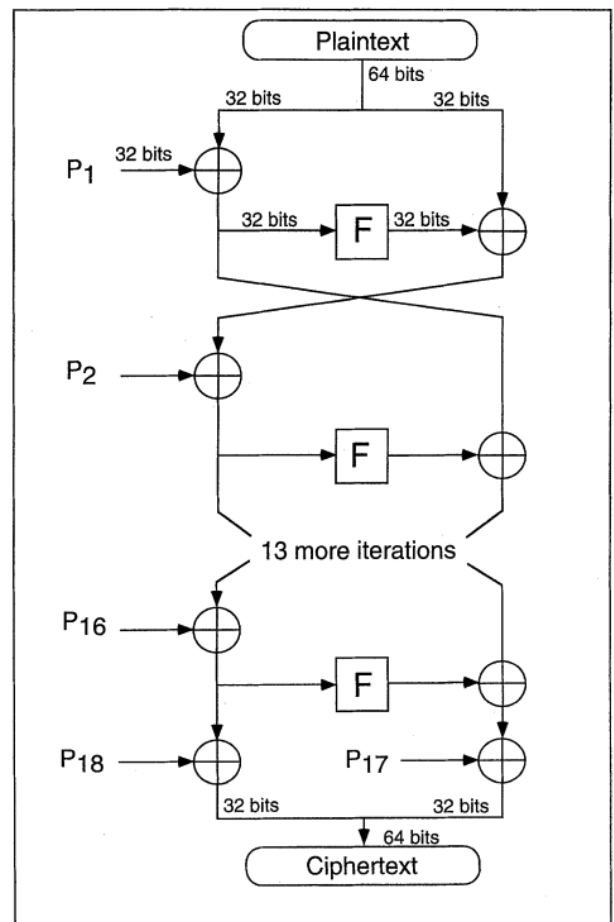 Plaintext
64 bits
32 bits
32 bits
P1
32 bits
32 bits
F
32 bits
P2
F
13 more iterations
P16
F
P18
P17
32 bits
32 bits
64 bits
Ciphertext